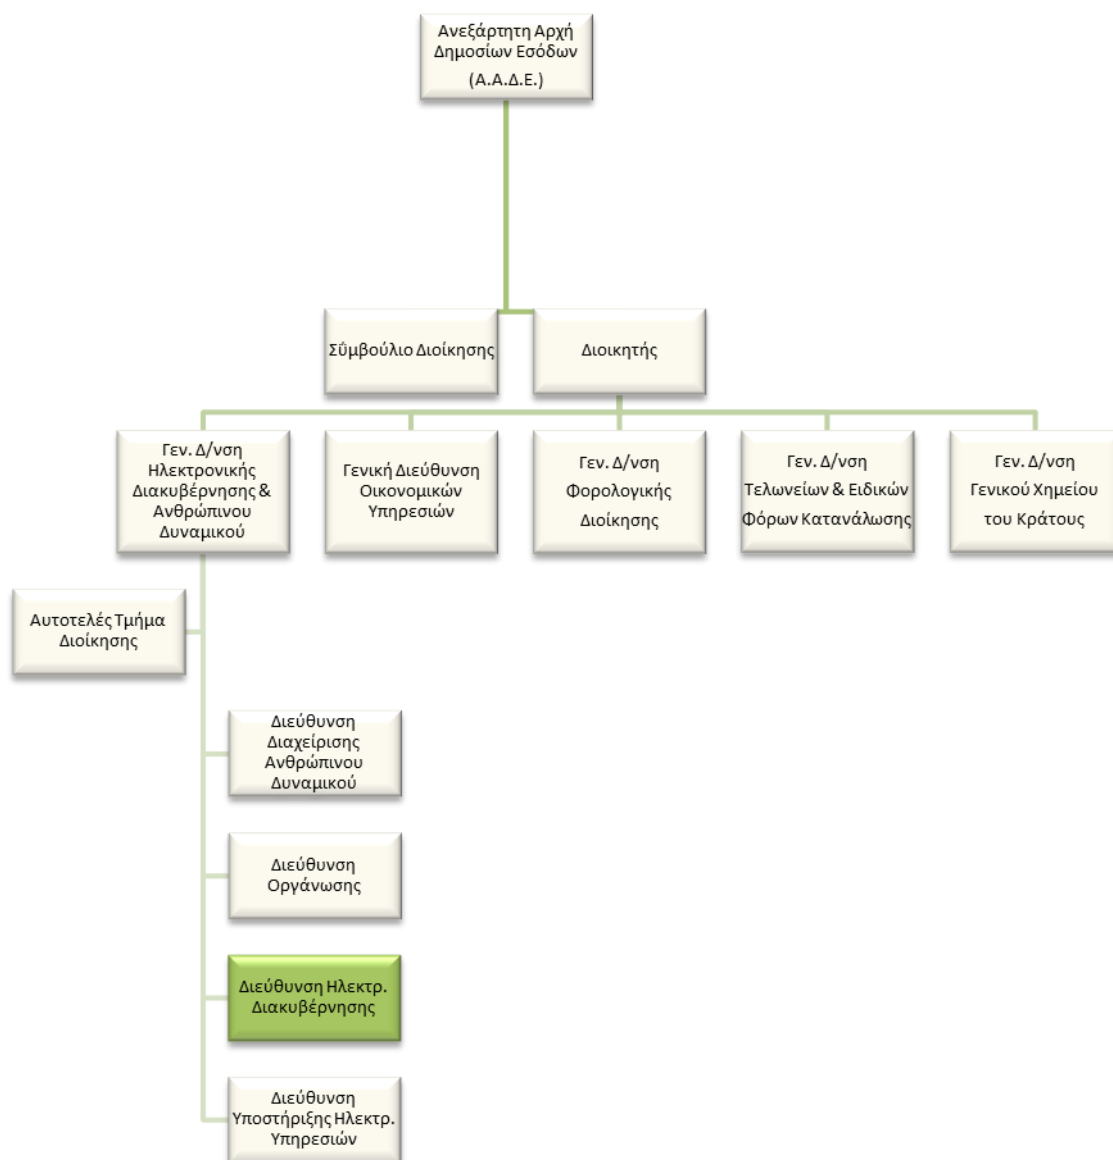 Ανεξάρτητη Αρχή
Δημοσίων Εσόδων
(Α.Α.Δ.Ε.)
Σΰμβούλιο Διοίκησης
Διοικητής
Γεν. Δ/νση
Ηλεκτρονικής
Διακυβέρνησης &
Ανθρώπινου
Δυναμικού
Γενική Διεύθυνση
Οικονομικών
Υπηρεσιών
Γεν. Δ/νση
Φορολογικής
Διοίκησης
Γεν. Δ/νση
Τελωνείων & Ειδικών
Φόρων Κατανάλωσης
Γεν. Δ/νση
Γενικού Χημείου
του Κράτους
Αυτοτελές Τμήμα
Διοίκησης
Διεύθυνση
Διαχείρισης
Ανθρώπινου
Δυναμικού
Διεύθυνση
Οργάνωσης
Διεύθυνση Ηλεκτρ.
Διακυβέρνησης
Διεύθυνση
Υποστήριξης Ηλεκτρ.
Υπηρεσιών